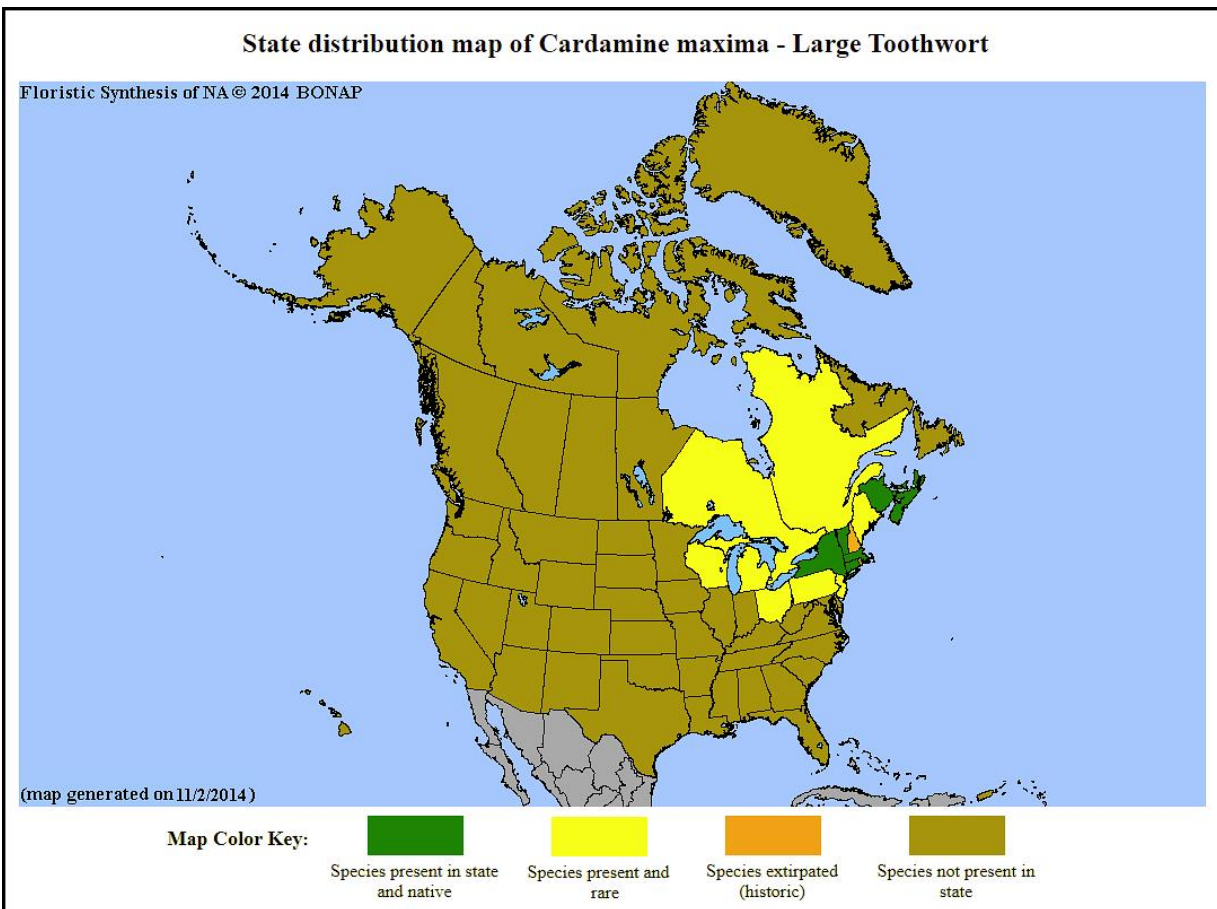 State distribution map of Cardamine maxima - Large Toothwort
Floristic Synthesis of NA © 2014 BONAP
(map generated on 11/2/2014)
Map Color Key:
Species present in state
and native
Species present and
rare
Species extirpated
(historic)
Species not present in
state